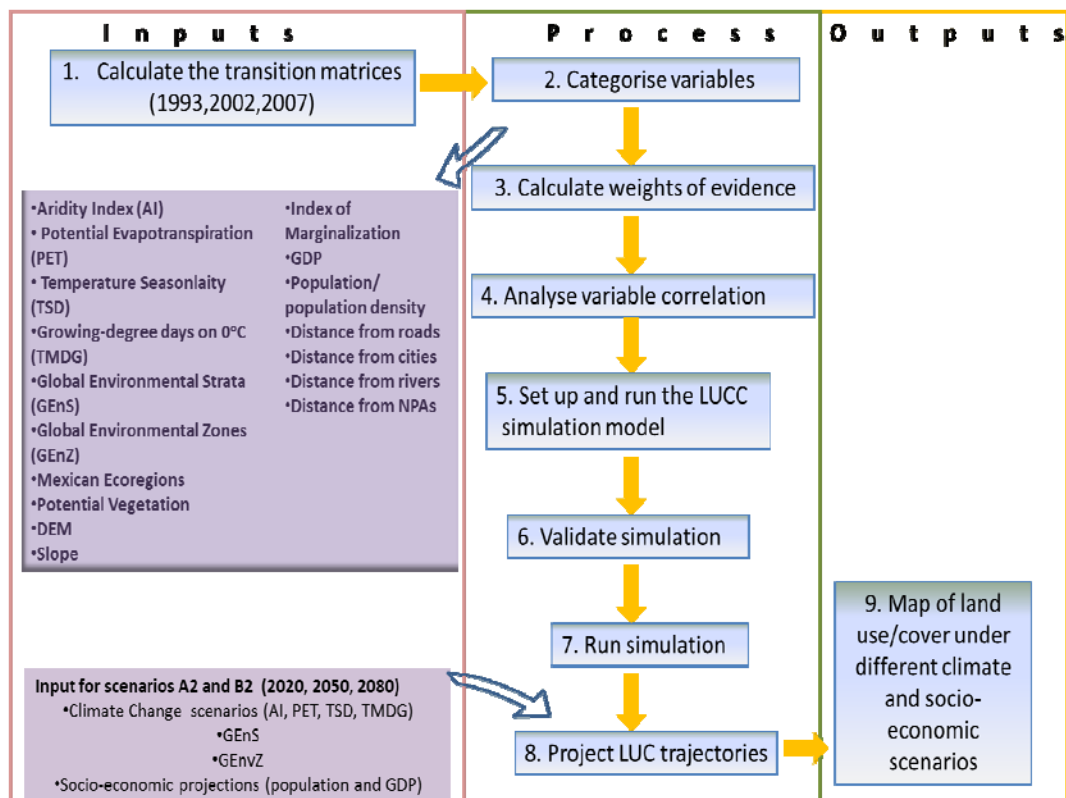 Inputs
Process
Outputs
1. Calculate the transition matrices
(1993,2002,2007)
2. Categorise variables
3. Calculate weights of evidence
•Aridity Index (AI)
• Potential Evapotranspiration
(PET)
• Temperature Seasonlaity
(TSD)
•Growing-degree days on 0°C
(TMDG)
•Global Environmental Strata
(GEnS)
•Global Environmental Zones
(GEnZ)
•Mexican Ecoregions
•Potential Vegetation
•DEM
•Slope
•Index of
Marginalization
•GDP
•Population/
population density
•Distance from roads
•Distance from cities
•Distance from rivers
•Distance from NPAs
4. Analyse variable correlation
5. Set up and run the LUCC
simulation model
6. Validate simulation
7. Run simulation
Input for scenarios A2 and B2 (2020, 2050, 2080)
•Climate Change scenarios (AI, PET, TSD, TMDG)
•GEnS
•GEnvZ
•Socio-economic projections (population and GDP)
8. Project LUC trajectories
9. Map of land
use/cover under
different climate
and socio-
economic
scenarios